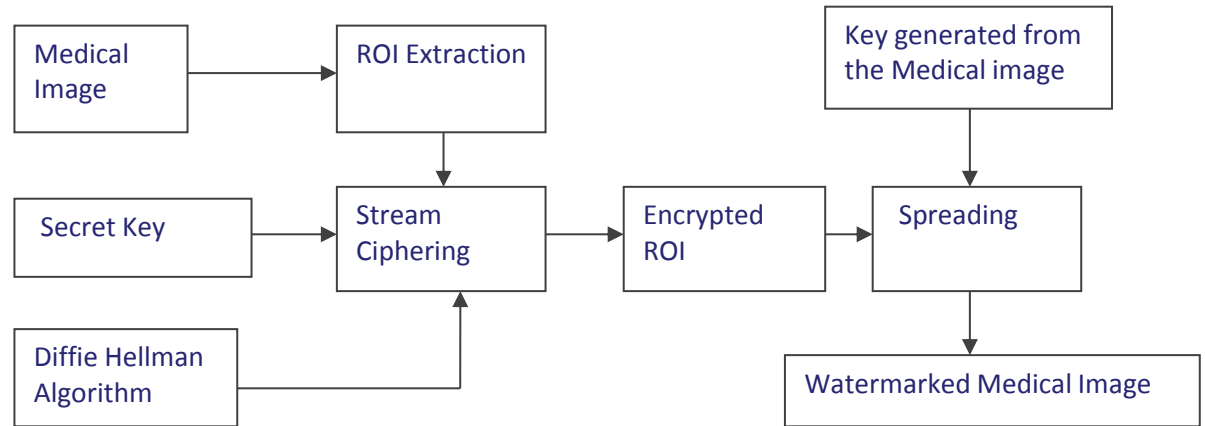 Medical
Image
ROI Extraction
Key generated from
the Medical image
Secret Key
Stream
Ciphering
Encrypted
ROI
Spreading
Diffie Hellman
Algorithm
Watermarked Medical Image